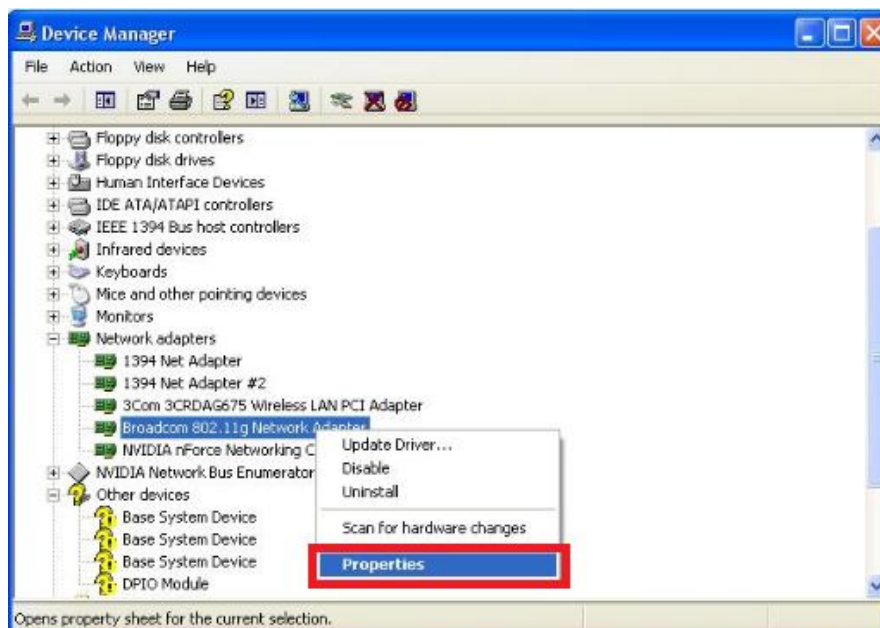 Device Manager
File Action View Help
Floppy disk controllers
Floppy disk drives
Human Interface Devices
IDE ATA/ATAPI controllers
IEEE 1394 Bus host controllers
Infrared devices
Keyboards
Mice and other pointing devices
Monitors
Network adapters
1394 Net Adapter
1394 Net Adapter #2
3Com 3CRDAG675 Wireless LAN PCI Adapter
Broadcom 802.11g Network Adapter
NVIDIA nForce Networking C
NVIDIA Network Bus Enumerator
Other devices
Base System Device
Base System Device
Base System Device
DPIO Module
Update Driver...
Disable
Uninstall
Scan for hardware changes
Properties
Opens property sheet for the current selection.